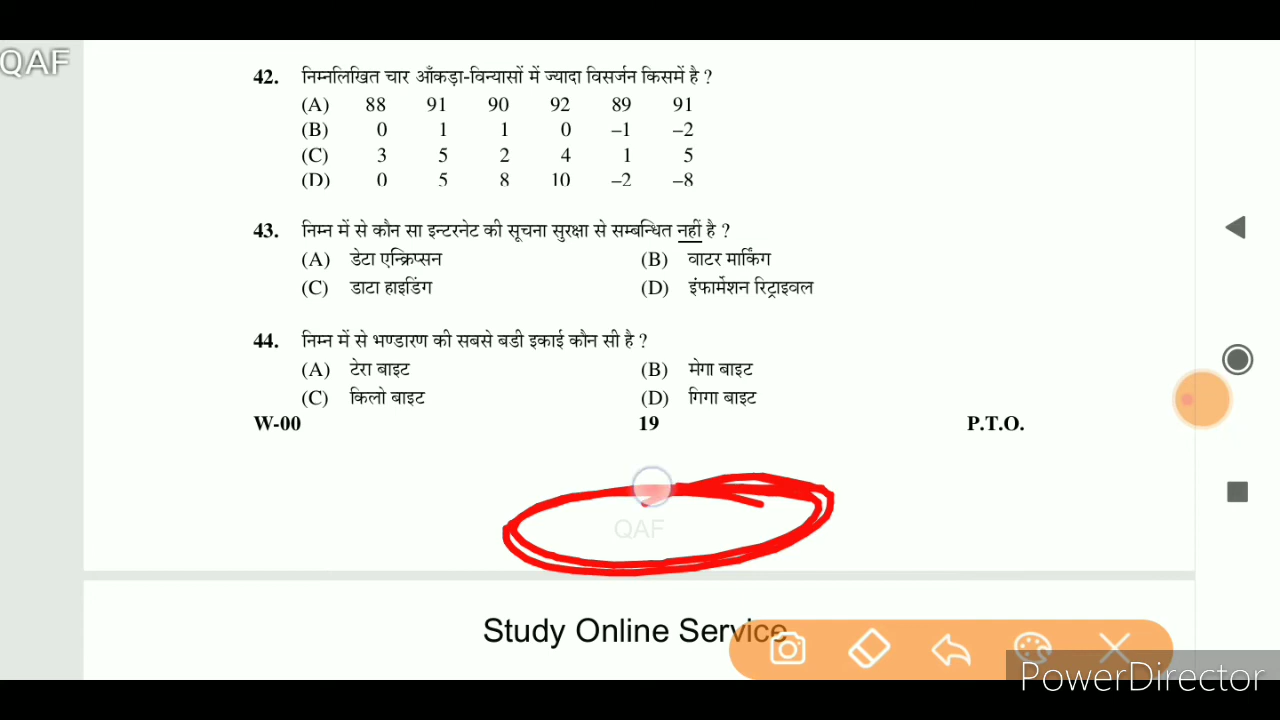 QAF
42. निम्नलिखित चार आँकड़ा-विन्यासों में ज्यादा विसर्जन किसमें है ?
(A) 88 91 90 92 89 91
(B) 0 1 1 0 –1 –2
(C) 3 5 2 4 1 5
(D) 0 5 8 10 –2 –8
43. निम्न में से कौन सा इन्टरनेट की सूचना सुरक्षा से सम्बन्धित नहीं है ?
(A) डेटा एन्क्रिप्सन (B) वाटर मार्किंग
(C) डाटा हाइडिंग (D) इंफार्मेशन रिट्राइवल
44. निम्न में से भण्डारण की सबसे बडी इकाई कौन सी है ?
(A) टेरा बाइट (B) मेगा बाइट
(C) किलो बाइट (D) गिगा बाइट
W-00 19 P.T.O.
QAF
Study Online Service
PowerDirector